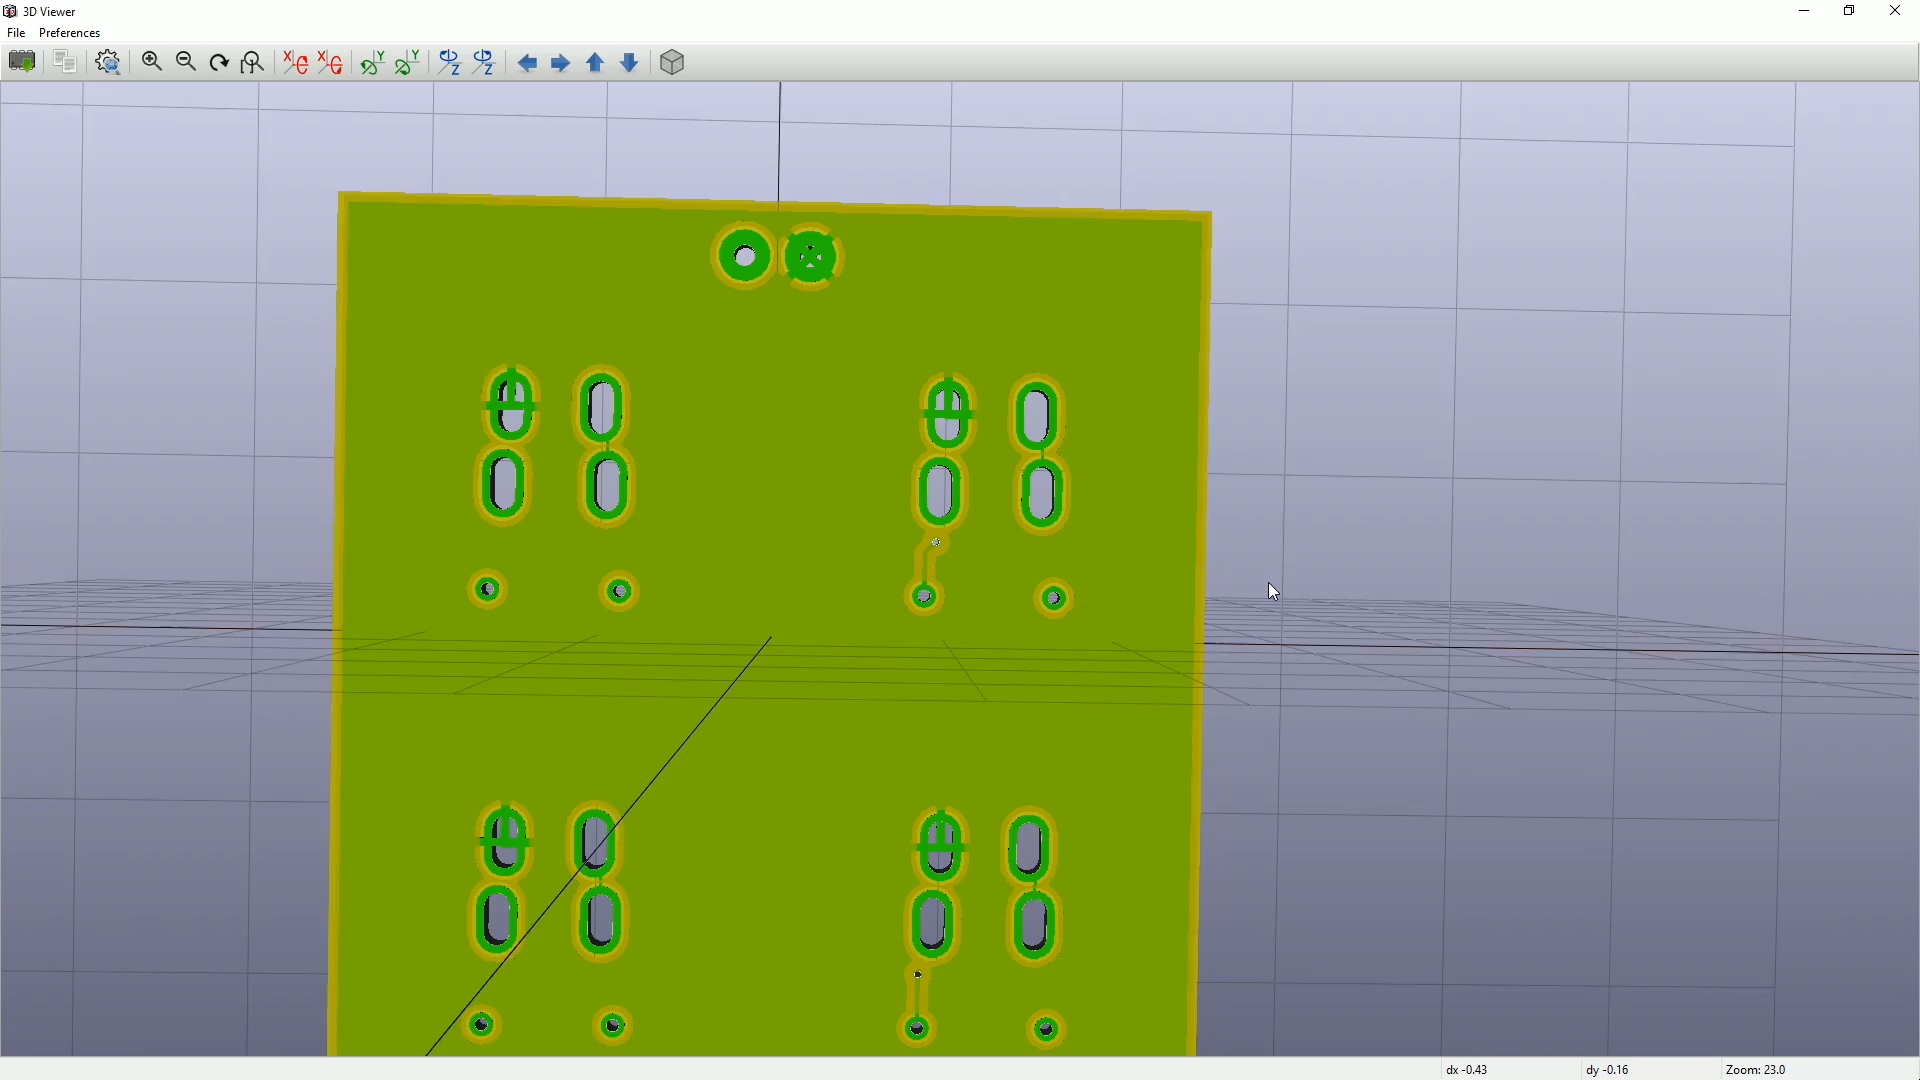 3D Viewer
File Preferences
X X Y Y Z Z
dx -0.43 dy -0.16 Zoom: 23.0